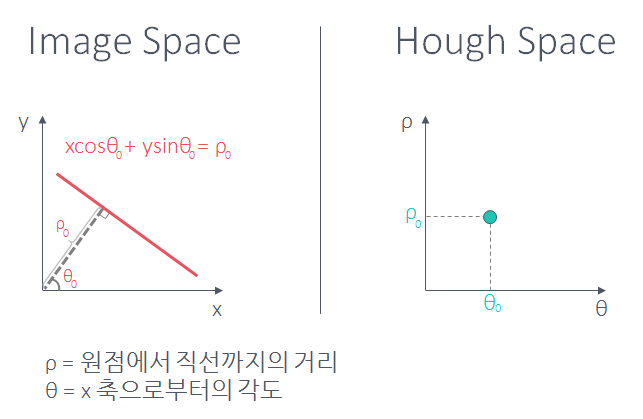 Image Space
Hough Space
y
xcosθ₀ + ysinθ₀ = ρ₀
ρ₀
θ₀
x
ρ
ρ₀
θ₀
θ
ρ = 원점에서 직선까지의 거리
θ = x 축으로부터의 각도